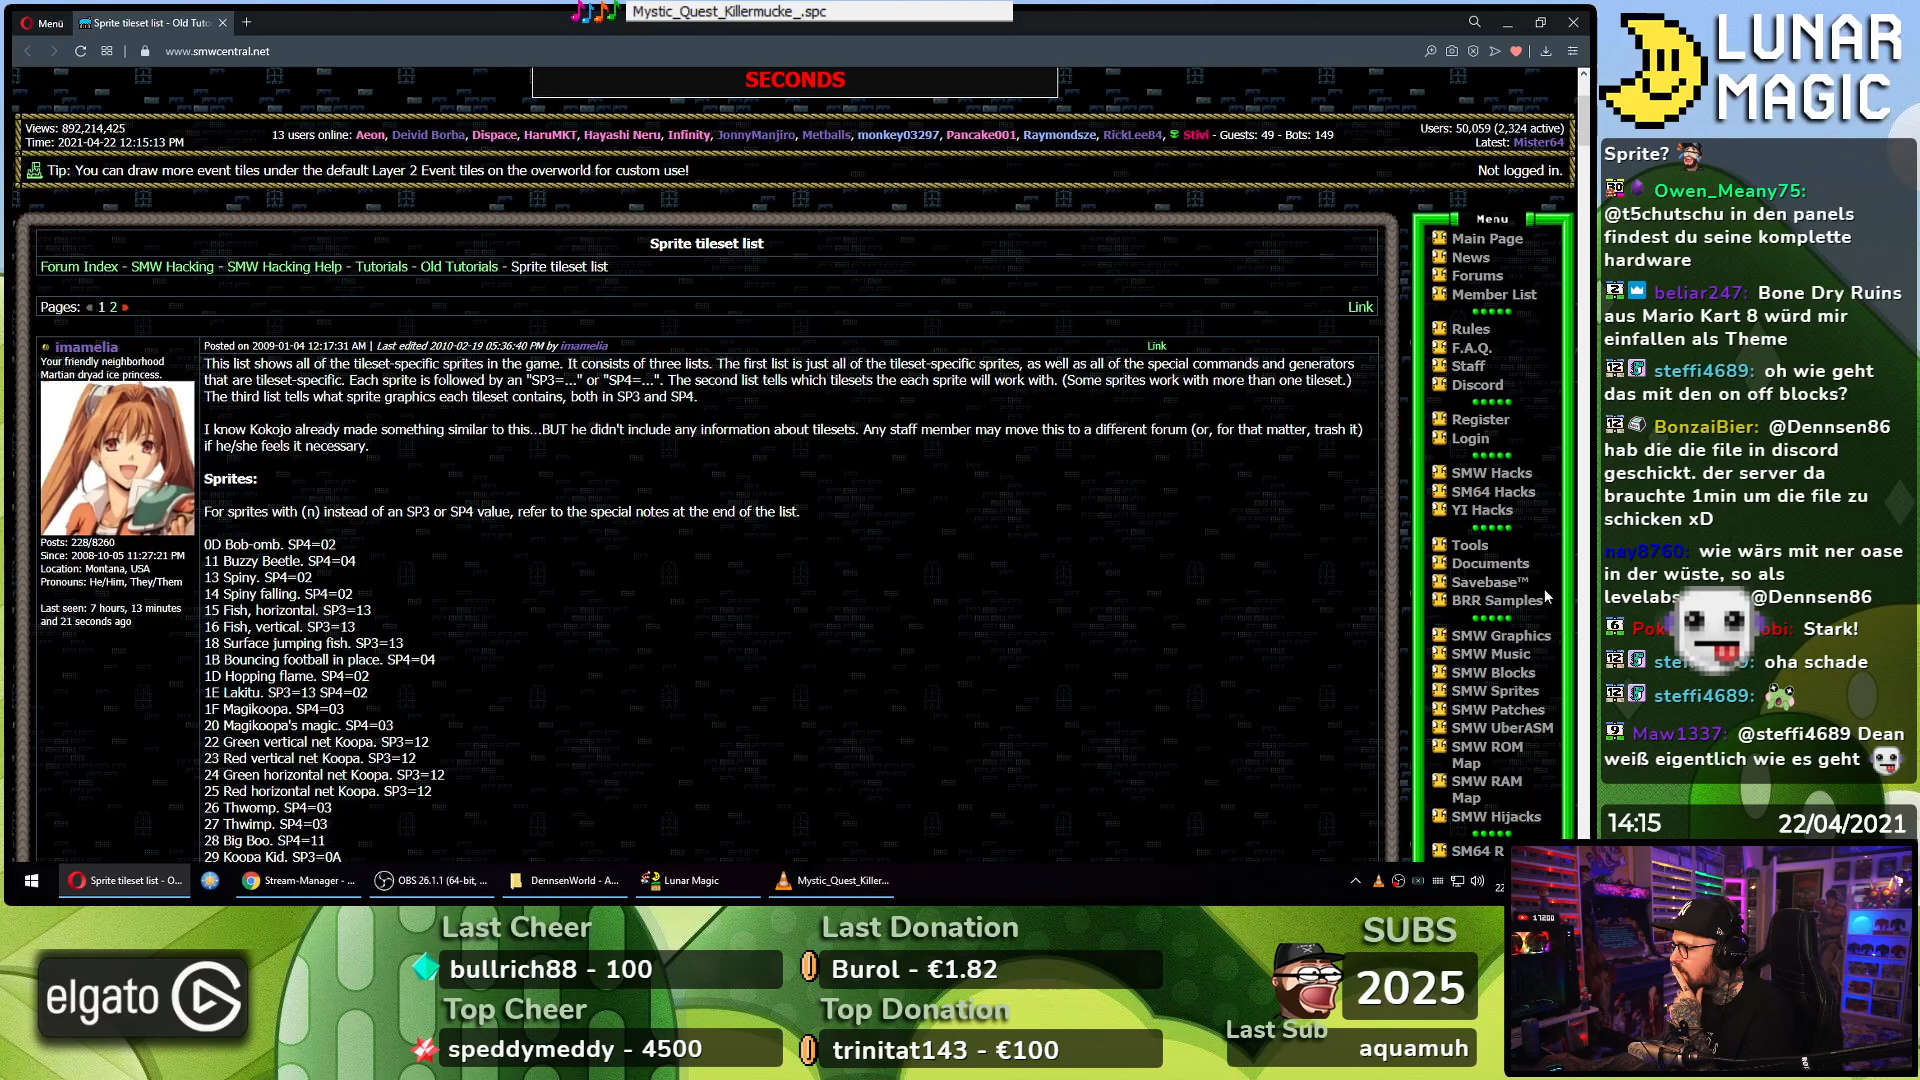 Menü
Sprite tileset list - Old Tuto
Mystic_Quest_Killermucke_.spc
www.smwcentral.net
SECONDS
Views: 892,214,425
Time: 2021-04-22 12:15:13 PM
13 users online: Aeon, Deivid Borba, Dispace, HaruMKT, Hayashi Neru, Infinity, JonnyManjiro, Metballs, monkey03297, Pancake001, Raymondsze, RickLee84, Stivi - Guests: 49 - Bots: 149
Users: 50,059 (2,324 active)
Latest: Mister64
Tip: You can draw more event tiles under the default Layer 2 Event tiles on the overworld for custom use!
Not logged in.
Sprite tileset list
Forum Index - SMW Hacking - SMW Hacking Help - Tutorials - Old Tutorials - Sprite tileset list
Pages: 1 2
Link
imamelia
Your friendly neighborhood
Martian dryad ice princess.
Posts: 228/8260
Since: 2008-10-05 11:27:21 PM
Location: Montana, USA
Pronouns: He/Him, They/Them
Last seen: 7 hours, 13 minutes
and 21 seconds ago
Posted on 2009-01-04 12:17:31 AM | Last edited 2010-02-19 05:36:40 PM by imamelia
Link
This list shows all of the tileset-specific sprites in the game. It consists of three lists. The first list is just all of the tileset-specific sprites, as well as all of the special commands and generators
that are tileset-specific. Each sprite is followed by an "SP3=..." or "SP4=...". The second list tells which tilesets the each sprite will work with. (Some sprites work with more than one tileset.)
The third list tells what sprite graphics each tileset contains, both in SP3 and SP4.
I know Kokojo already made something similar to this...BUT he didn't include any information about tilesets. Any staff member may move this to a different forum (or, for that matter, trash it)
if he/she feels it necessary.
Sprites:
For sprites with (n) instead of an SP3 or SP4 value, refer to the special notes at the end of the list.
0D Bob-omb. SP4=02
11 Buzzy Beetle. SP4=04
13 Spiny. SP4=02
14 Spiny falling. SP4=02
15 Fish, horizontal. SP3=13
16 Fish, vertical. SP3=13
18 Surface jumping fish. SP3=13
1B Bouncing football in place. SP4=04
1D Hopping flame. SP4=02
1E Lakitu. SP3=13 SP4=02
1F Magikoopa. SP4=03
20 Magikoopa's magic. SP4=03
22 Green vertical net Koopa. SP3=12
23 Red vertical net Koopa. SP3=12
24 Green horizontal net Koopa. SP3=12
25 Red horizontal net Koopa. SP3=12
26 Thwomp. SP4=03
27 Thwimp. SP4=03
28 Big Boo. SP4=11
29 Koopa Kid. SP3=0A
Menu
Main Page
News
Forums
Member List
Rules
F.A.Q.
Staff
Discord
Register
Login
SMW Hacks
SM64 Hacks
YI Hacks
Tools
Documents
Savebase™
BRR Samples
SMW Graphics
SMW Music
SMW Blocks
SMW Sprites
SMW Patches
SMW UberASM
SMW ROM
Map
SMW RAM
Map
SMW Hijacks
SM64 R
Sprite tileset list - O...
Stream-Manager - ...
OBS 26.1.1 (64-bit, ...
DennsenWorld - A...
Lunar Magic
Mystic_Quest_Killer...
22
LUNAR
MAGIC
Sprite?
Owen_Meany75:
@t5chutschu in den panels
findest du seine komplette
hardware
beliar247: Bone Dry Ruins
aus Mario Kart 8 würd mir
einfallen als Theme
steffi4689: oh wie geht
das mit den on off blocks?
BonzaiBier: @Dennsen86
hab die die file in discord
geschickt. der server da
brauchte 1min um die file zu
schicken xD
nay8760: wie wärs mit ner oase
in der wüste, so als
levelabs @Dennsen86
Pok obi: Stark!
ste 9: oha schade
steffi4689:
Maw1337: @steffi4689 Dean
weiß eigentlich wie es geht
14:15
22/04/2021
elgato
Last Cheer
bullrich88 - 100
Top Cheer
speddymeddy - 4500
Last Donation
Burol - €1.82
Top Donation
trinitat143 - €100
SUBS
2025
Last Sub
aquamuh
17200